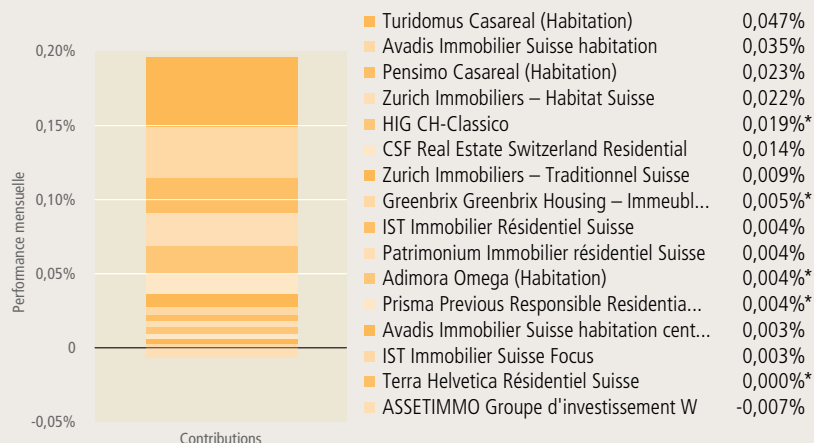 Performance mensuelle
0,20%
0,15%
0,10%
0,05%
0
-0,05%
Contributions
Turidomus Casareal (Habitation) 0,047%
Avadis Immobilier Suisse habitation 0,035%
Pensimo Casareal (Habitation) 0,023%
Zurich Immobiliers – Habitat Suisse 0,022%
HIG CH-Classico 0,019%*
CSF Real Estate Switzerland Residential 0,014%
Zurich Immobiliers – Traditionnel Suisse 0,009%
Greenbrix Greenbrix Housing – Immeubl... 0,005%*
IST Immobilier Résidentiel Suisse 0,004%
Patrimonium Immobilier résidentiel Suisse 0,004%
Adimora Omega (Habitation) 0,004%*
Prisma Previous Responsible Residentia... 0,004%*
Avadis Immobilier Suisse habitation cent... 0,003%
IST Immobilier Suisse Focus 0,003%
Terra Helvetica Résidentiel Suisse 0,000%*
ASSETIMMO Groupe d'investissement W -0,007%